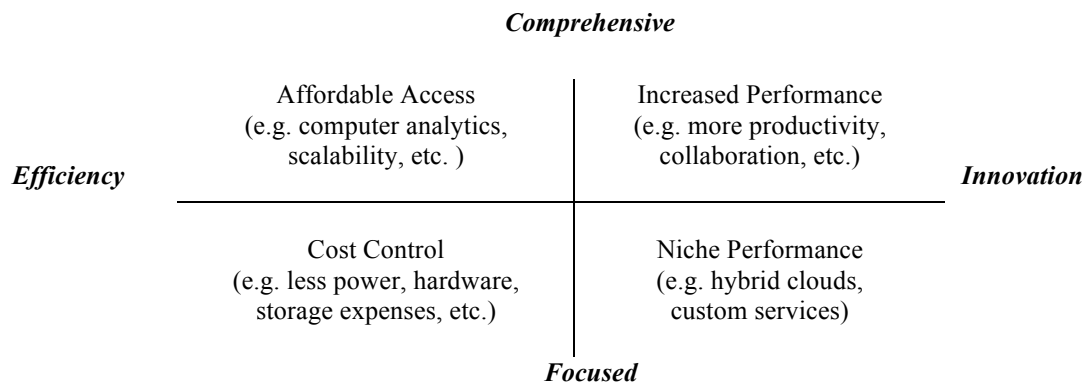 Comprehensive
Affordable Access
(e.g. computer analytics,
scalability, etc. )
Increased Performance
(e.g. more productivity,
collaboration, etc.)
Efficiency
Innovation
Cost Control
(e.g. less power, hardware,
storage expenses, etc.)
Niche Performance
(e.g. hybrid clouds,
custom services)
Focused